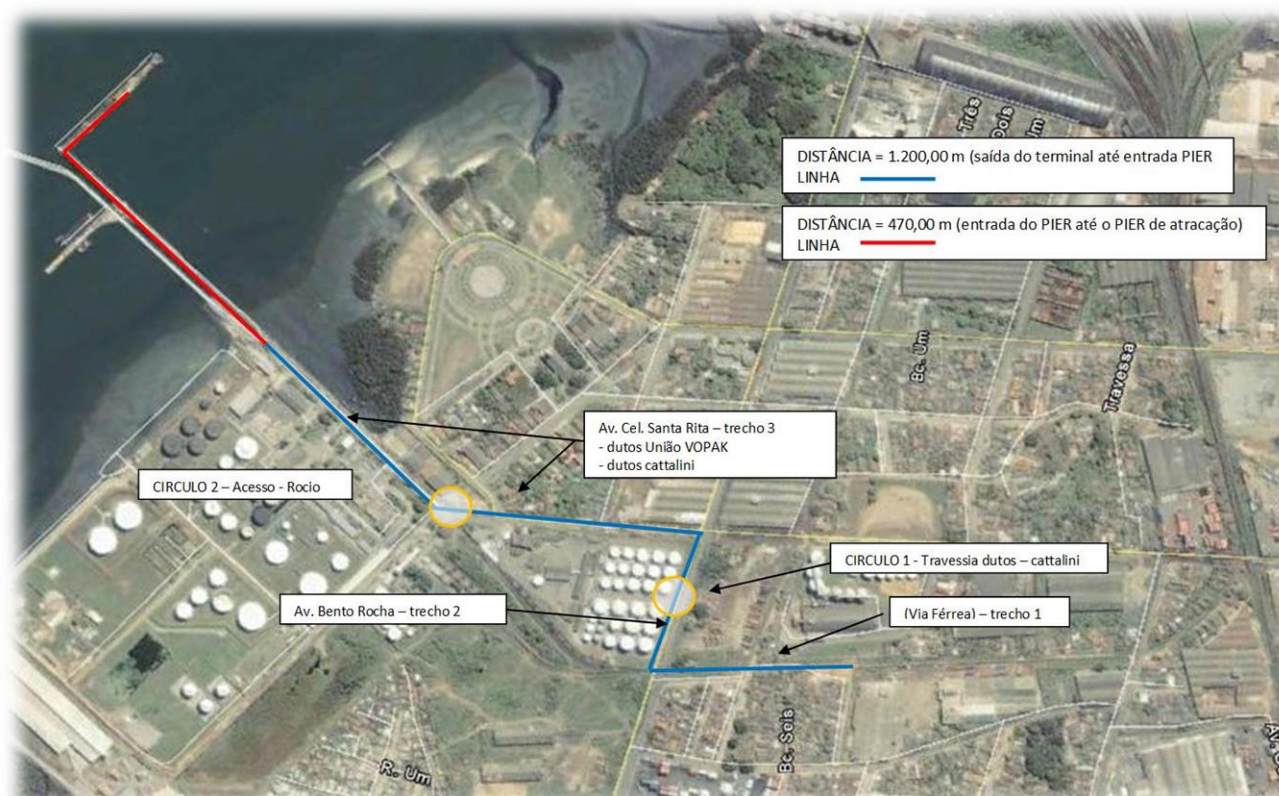 Três
Dois
Um
DISTÂNCIA = 1.200,00 m (saída do terminal até entrada PIER
LINHA
DISTÂNCIA = 470,00 m (entrada do PIER até o PIER de atracação)
LINHA
Bc. Um
Travessa
Av. Cel. Santa Rita – trecho 3
- dutos União VOPAK
- dutos cattalini
CIRCULO 2 – Acesso - Rocio
CIRCULO 1 - Travessia dutos – cattalini
Av. Bento Rocha – trecho 2
(Via Férrea) – trecho 1
Bc. Seis
R. Um